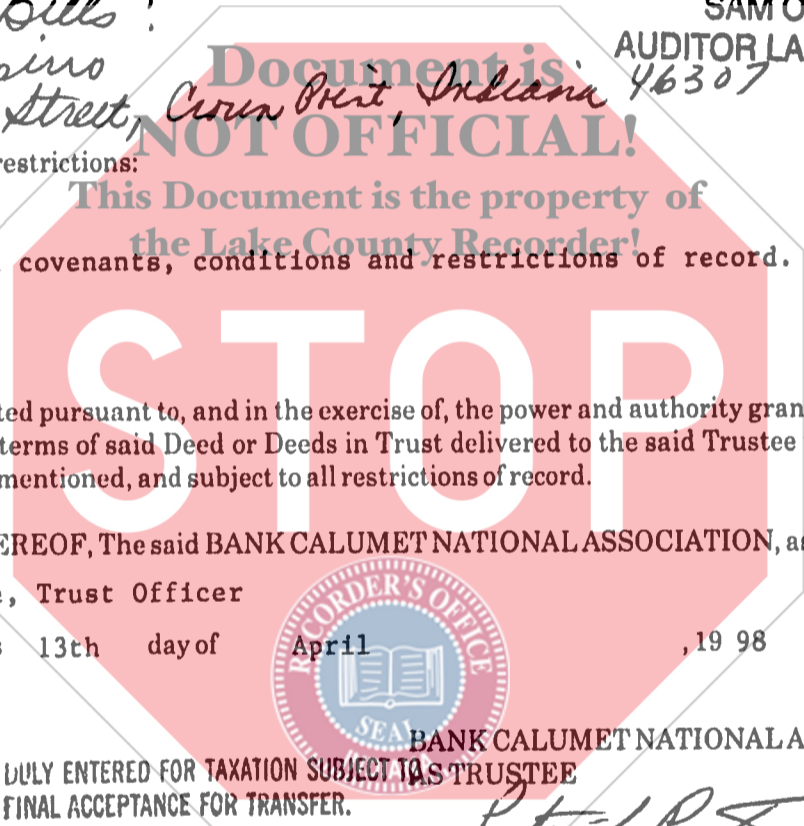 Bills!
SAM O
AUDITOR LA
Street, Crown Point, Indiana 46307
Document is
NOT OFFICIAL!
restrictions:
This Document is the property of
the Lake County Recorder!
covenants, conditions and restrictions of record.
STOP
ted pursuant to, and in the exercise of, the power and authority gran
terms of said Deed or Deeds in Trust delivered to the said Trustee
mentioned, and subject to all restrictions of record.
EREOF, The said BANK CALUMET NATIONAL ASSOCIATION, as
, Trust Officer
13th day of April , 19 98
RECORDER'S OFFICE
SEAL
BANK CALUMET NATIONAL A
DULY ENTERED FOR TAXATION SUBJECT TO AS TRUSTEE
FINAL ACCEPTANCE FOR TRANSFER.